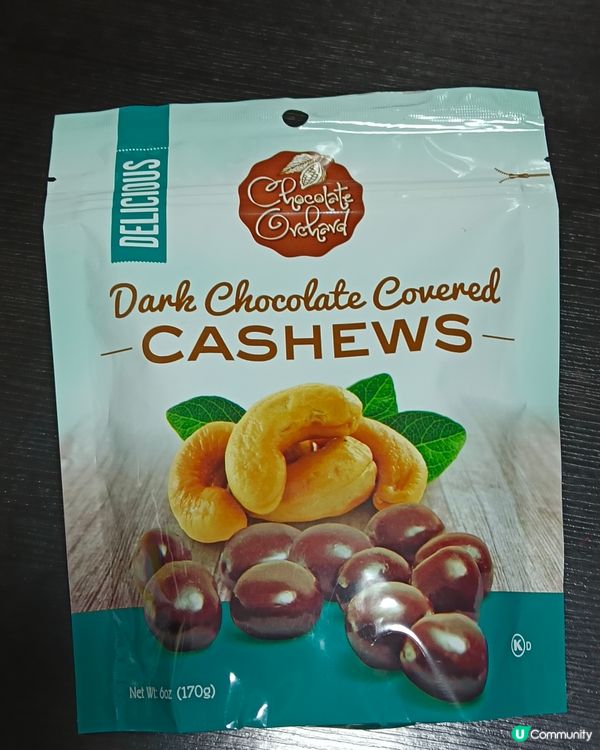 DELICIOUS
Chocolate
Orchard
Dark Chocolate Covered
CASHEWS
Net Wt. 6oz (170g)
K D
U Community